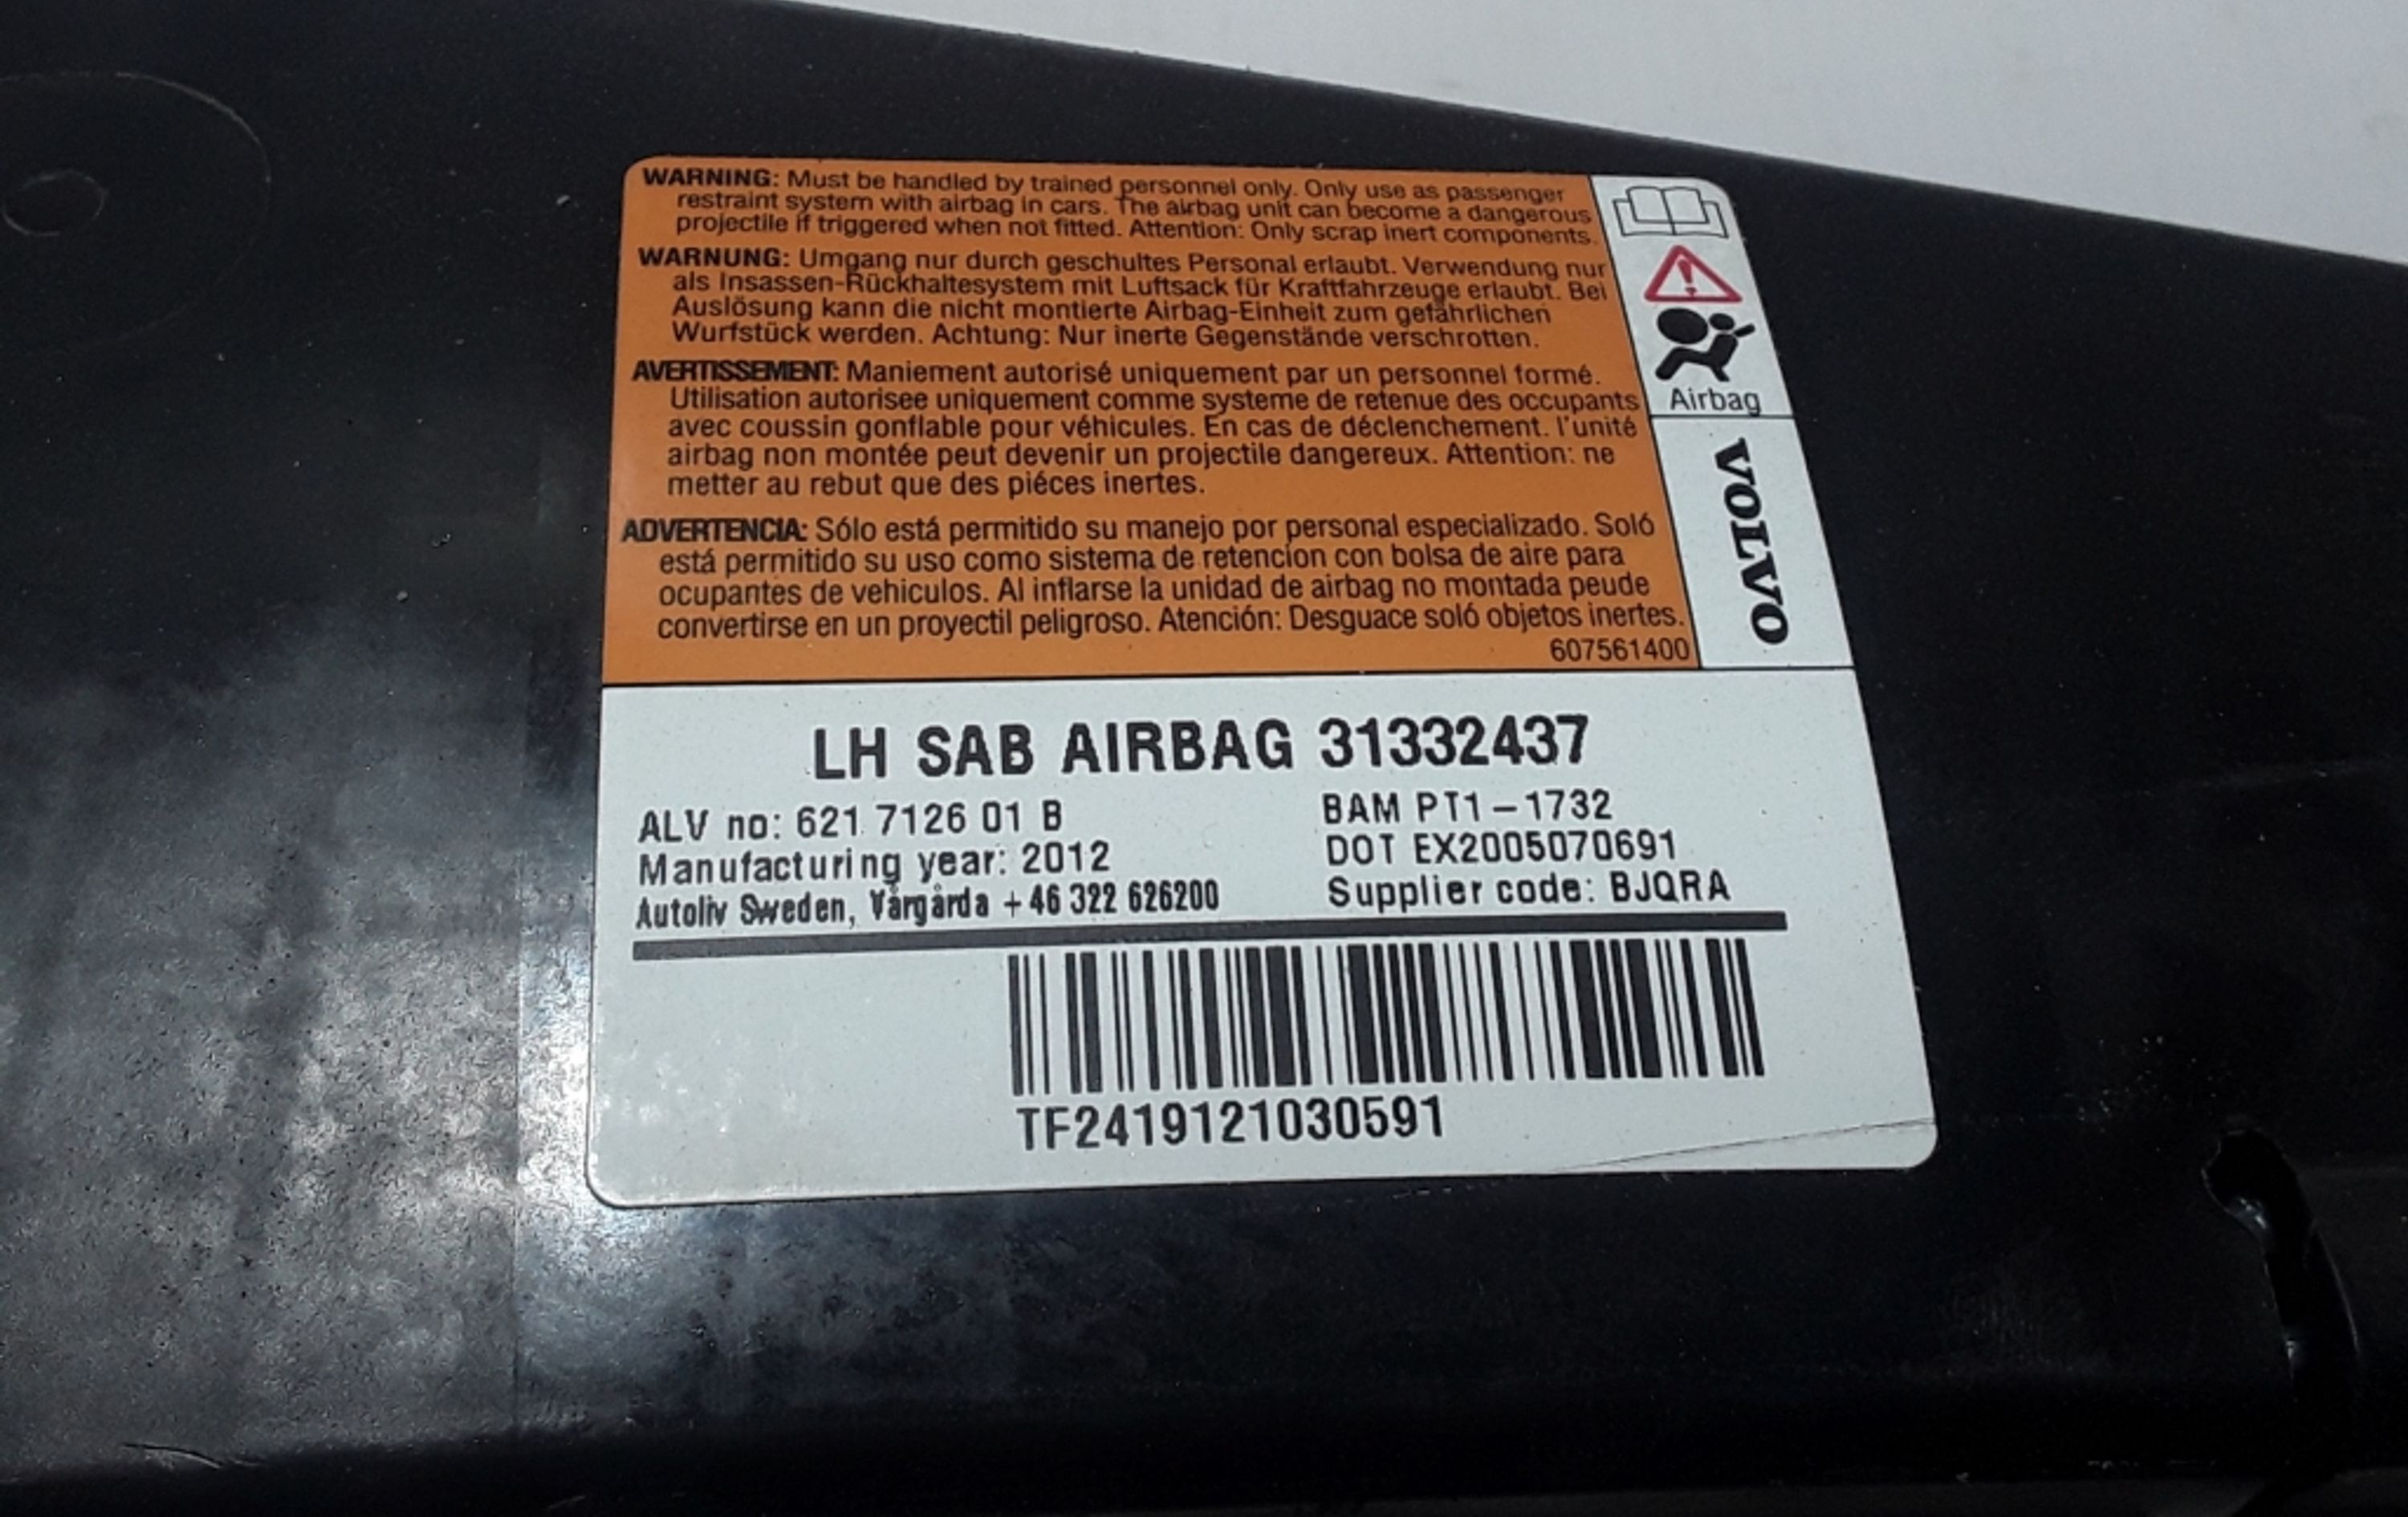 WARNING: Must be handled by trained personnel only. Only use as passenger
restraint system with airbag in cars. The airbag unit can become a dangerous
projectile if triggered when not fitted. Attention: Only scrap inert components.
WARNUNG: Umgang nur durch geschultes Personal erlaubt. Verwendung nur
als Insassen-Rückhaltesystem mit Luftsack für Kraftfahrzeuge erlaubt. Bei
Auslösung kann die nicht montierte Airbag-Einheit zum gefährlichen
Wurfstück werden. Achtung: Nur inerte Gegenstände verschrotten.
AVERTISSEMENT: Maniement autorisé uniquement par un personnel formé.
Utilisation autorisee uniquement comme systeme de retenue des occupants
avec coussin gonflable pour véhicules. En cas de déclenchement. l'unité
airbag non montée peut devenir un projectile dangereux. Attention: ne
metter au rebut que des piéces inertes.
ADVERTENCIA: Sólo está permitido su manejo por personal especializado. Soló
está permitido su uso como sistema de retencion con bolsa de aire para
ocupantes de vehiculos. Al inflarse la unidad de airbag no montada peude
convertirse en un proyectil peligroso. Atención: Desguace soló objetos inertes.
607561400
Airbag
VOLVO
LH SAB AIRBAG 31332437
ALV no: 621 7126 01 B
Manufacturing year: 2012
Autoliv Sweden, Vårgårda +46 322 626200
BAM PT1-1732
DOT EX2005070691
Supplier code: BJQRA
TF2419121030591